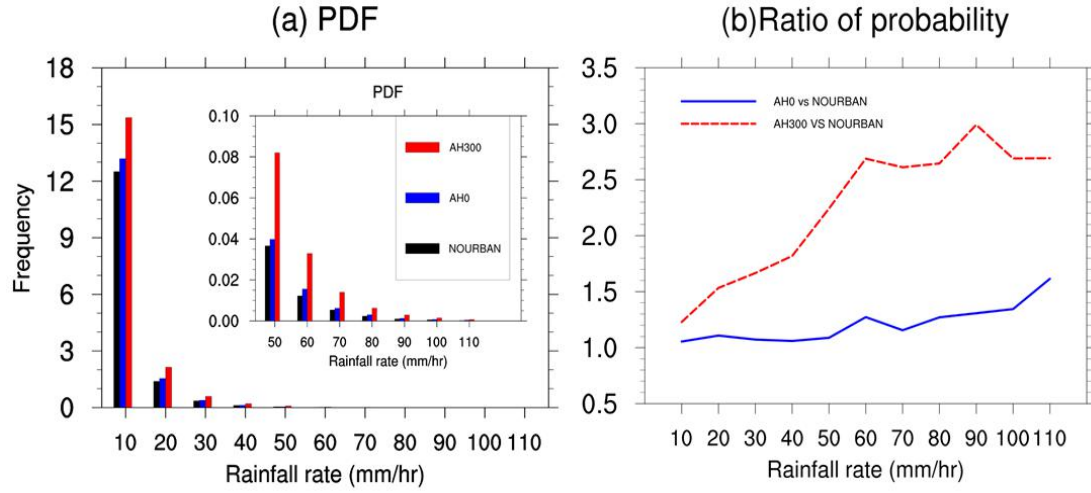 (a) PDF
Frequency
18
15
12
9
6
3
0
10 20 30 40 50 60 70 80 90 100 110
Rainfall rate (mm/hr)
PDF
0.10
0.08
0.06
0.04
0.02
0.00
50 60 70 80 90 100 110
Rainfall rate (mm/hr)
AH300
AH0
NOURBAN
(b)Ratio of probability
3.5
3.0
2.5
2.0
1.5
1.0
0.5
10 20 30 40 50 60 70 80 90 100 110
Rainfall rate (mm/hr)
AH0 vs NOURBAN
AH300 VS NOURBAN